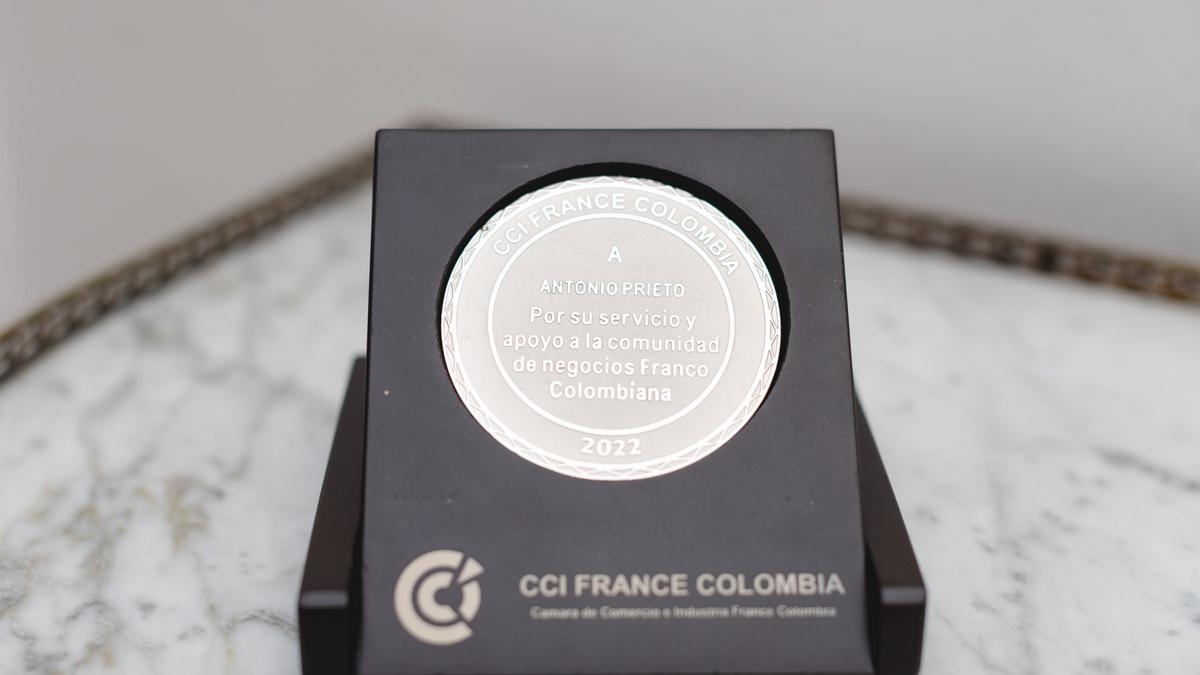 CCI FRANCE COLOMBIA
A
ANTONIO PRIETO
Por su servicio y
apoyo a la comunidad
de negocios Franco
Colombiana
2022
CCI FRANCE COLOMBIA
Camara de Comercio e Industria France Colombia